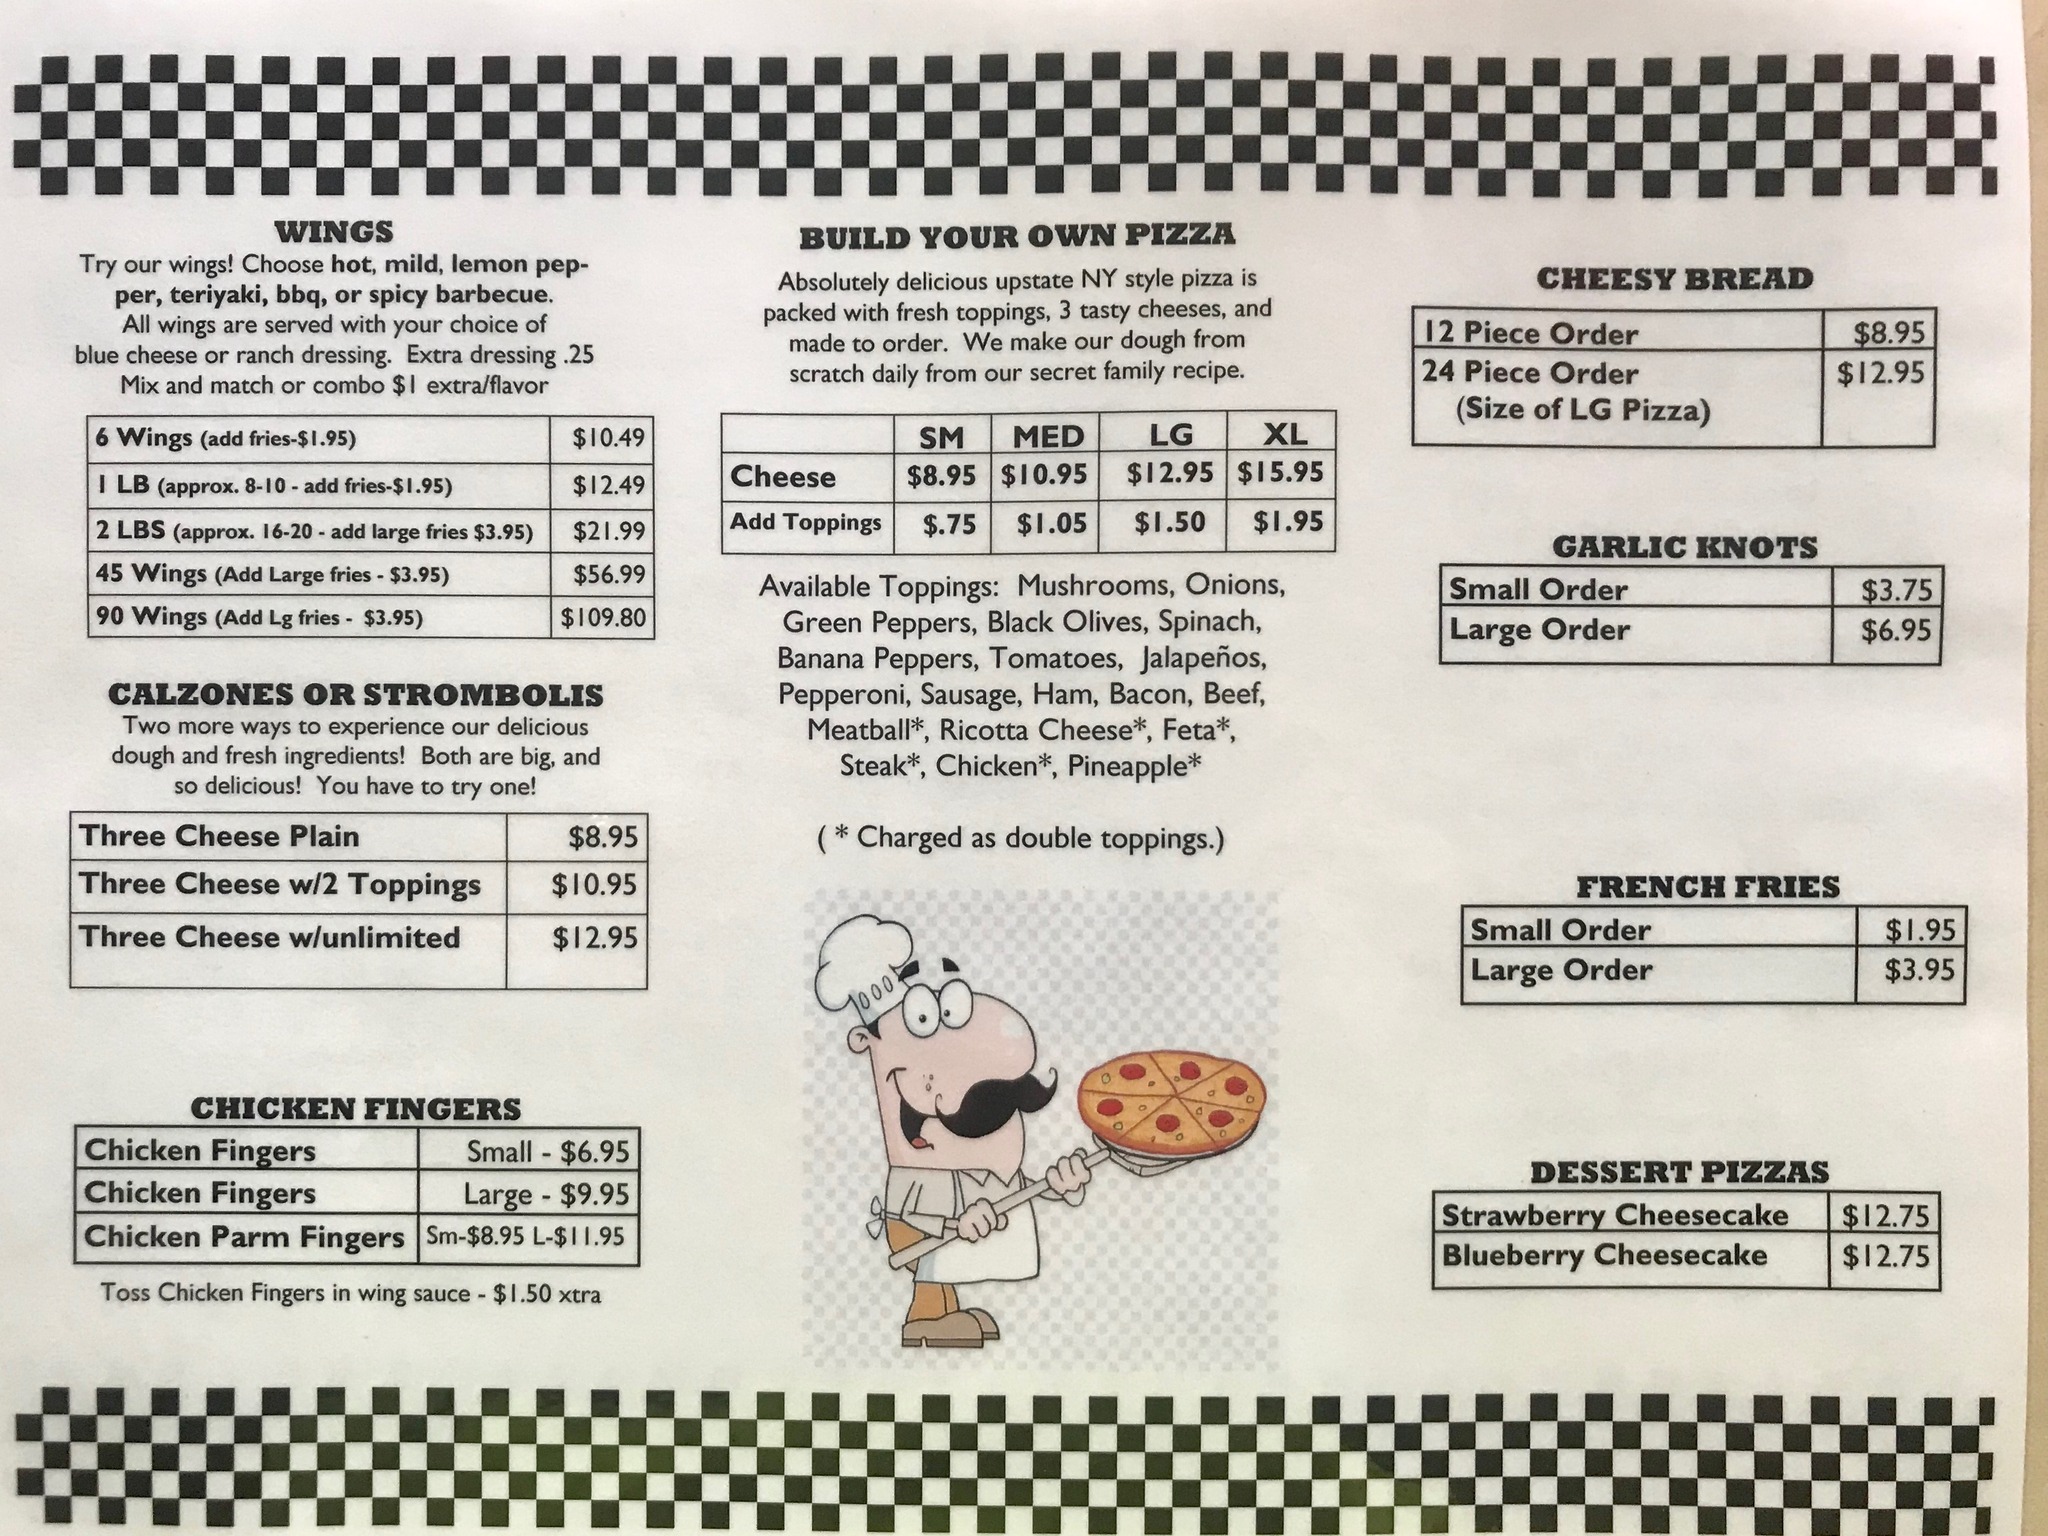 WINGS
Try our wings! Choose hot, mild, lemon pep-
per, teriyaki, bbq, or spicy barbecue.
All wings are served with your choice of
blue cheese or ranch dressing. Extra dressing .25
Mix and match or combo $1 extra/flavor
6 Wings (add fries-$1.95) $10.49
1 LB (approx. 8-10 - add fries-$1.95) $12.49
2 LBS (approx. 16-20 - add large fries $3.95) $21.99
45 Wings (Add Large fries - $3.95) $56.99
90 Wings (Add Lg fries - $3.95) $109.80
CALZONES OR STROMBOLIS
Two more ways to experience our delicious
dough and fresh ingredients! Both are big, and
so delicious! You have to try one!
Three Cheese Plain $8.95
Three Cheese w/2 Toppings $10.95
Three Cheese w/unlimited $12.95
CHICKEN FINGERS
Chicken Fingers Small - $6.95
Chicken Fingers Large - $9.95
Chicken Parm Fingers Sm-$8.95 L-$11.95
Toss Chicken Fingers in wing sauce - $1.50 xtra
BUILD YOUR OWN PIZZA
Absolutely delicious upstate NY style pizza is
packed with fresh toppings, 3 tasty cheeses, and
made to order. We make our dough from
scratch daily from our secret family recipe.
SM MED LG XL
Cheese $8.95 $10.95 $12.95 $15.95
Add Toppings $.75 $1.05 $1.50 $1.95
Available Toppings: Mushrooms, Onions,
Green Peppers, Black Olives, Spinach,
Banana Peppers, Tomatoes, Jalapeños,
Pepperoni, Sausage, Ham, Bacon, Beef,
Meatball*, Ricotta Cheese*, Feta*,
Steak*, Chicken*, Pineapple*
( * Charged as double toppings.)
CHEESY BREAD
12 Piece Order $8.95
24 Piece Order $12.95
(Size of LG Pizza)
GARLIC KNOTS
Small Order $3.75
Large Order $6.95
FRENCH FRIES
Small Order $1.95
Large Order $3.95
DESSERT PIZZAS
Strawberry Cheesecake $12.75
Blueberry Cheesecake $12.75